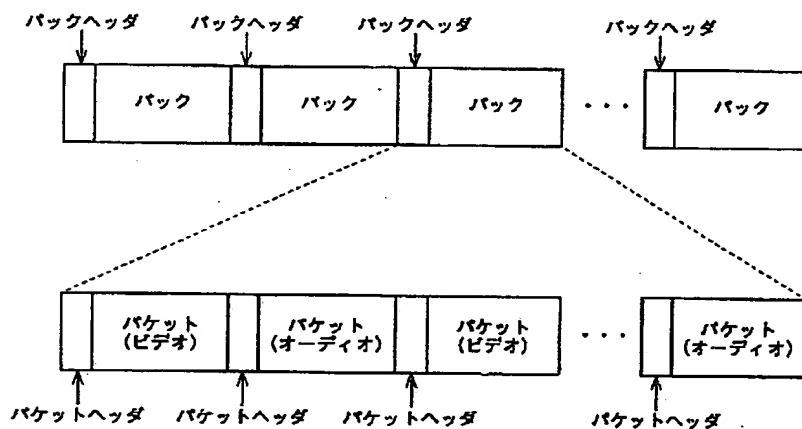 パックヘッダ パックヘッダ パックヘッダ パックヘッダ
パック パック パック ・・・ パック
パケット パケット パケット パケット
(ビデオ) (オーディオ) (ビデオ) ・・・ (オーディオ)
パケットヘッダ パケットヘッダ パケットヘッダ パケットヘッダ